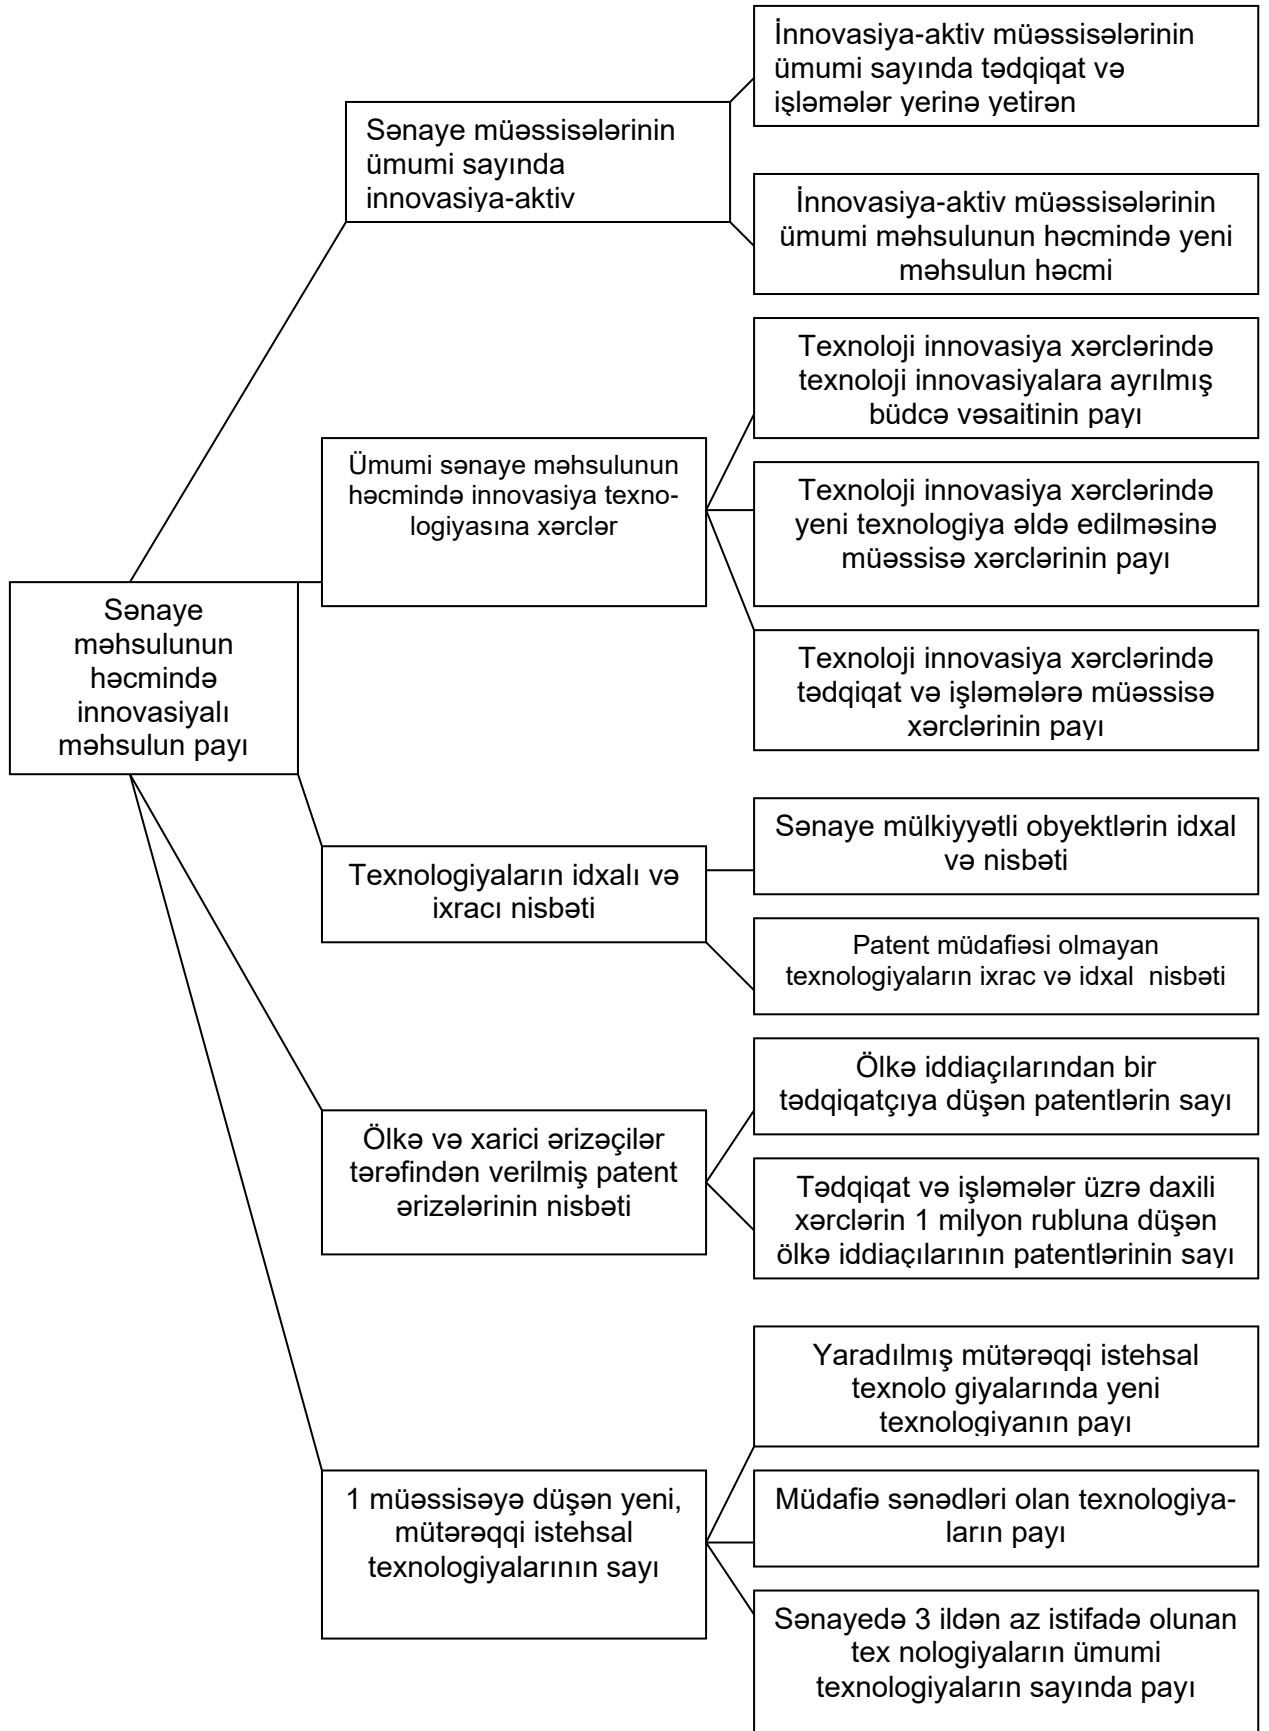 İnnovasiya-aktiv müəssisələrinin
ümumi sayında tədqiqat və
işləmələr yerinə yetirən
Sənaye müəssisələrinin
ümumi sayında
innovasiya-aktiv
İnnovasiya-aktiv müəssisələrinin
ümumi məhsulunun həcmində yeni
məhsulun həcmi
Texnoloji innovasiya xərclərində
texnoloji innovasiyalara ayrılmış
büdcə vəsaitinin payı
Ümumi sənaye məhsulunun
həcmində innovasiya texno-
logiyasına xərclər
Texnoloji innovasiya xərclərində
yeni texnologiya əldə edilməsinə
müəssisə xərclərinin payı
Sənaye
məhsulunun
həcmində
innovasiyalı
məhsulun payı
Texnoloji innovasiya xərclərində
tədqiqat və işləmələrə müəssisə
xərclərinin payı
Sənaye mülkiyyətli obyektlərin idxal
və nisbəti
Texnologiyaların idxalı və
ixracı nisbəti
Patent müdafiəsi olmayan
texnologiyaların ixrac və idxal  nisbəti
Ölkə iddiaçılarından bir
tədqiqatçıya düşən patentlərin sayı
Ölkə və xarici ərizəçilər
tərəfindən verilmiş patent
ərizələrinin nisbəti
Tədqiqat və işləmələr üzrə daxili
xərclərin 1 milyon rubluna düşən
ölkə iddiaçılarının patentlərinin sayı
Yaradılmış mütərəqqi istehsal
texnolo giyalarında yeni
texnologiyanın payı
1 müəssisəyə düşən yeni,
mütərəqqi istehsal
texnologiyalarının sayı
Müdafiə sənədləri olan texnologiya-
ların payı
Sənayedə 3 ildən az istifadə olunan
tex nologiyaların ümumi
texnologiyaların sayında payı